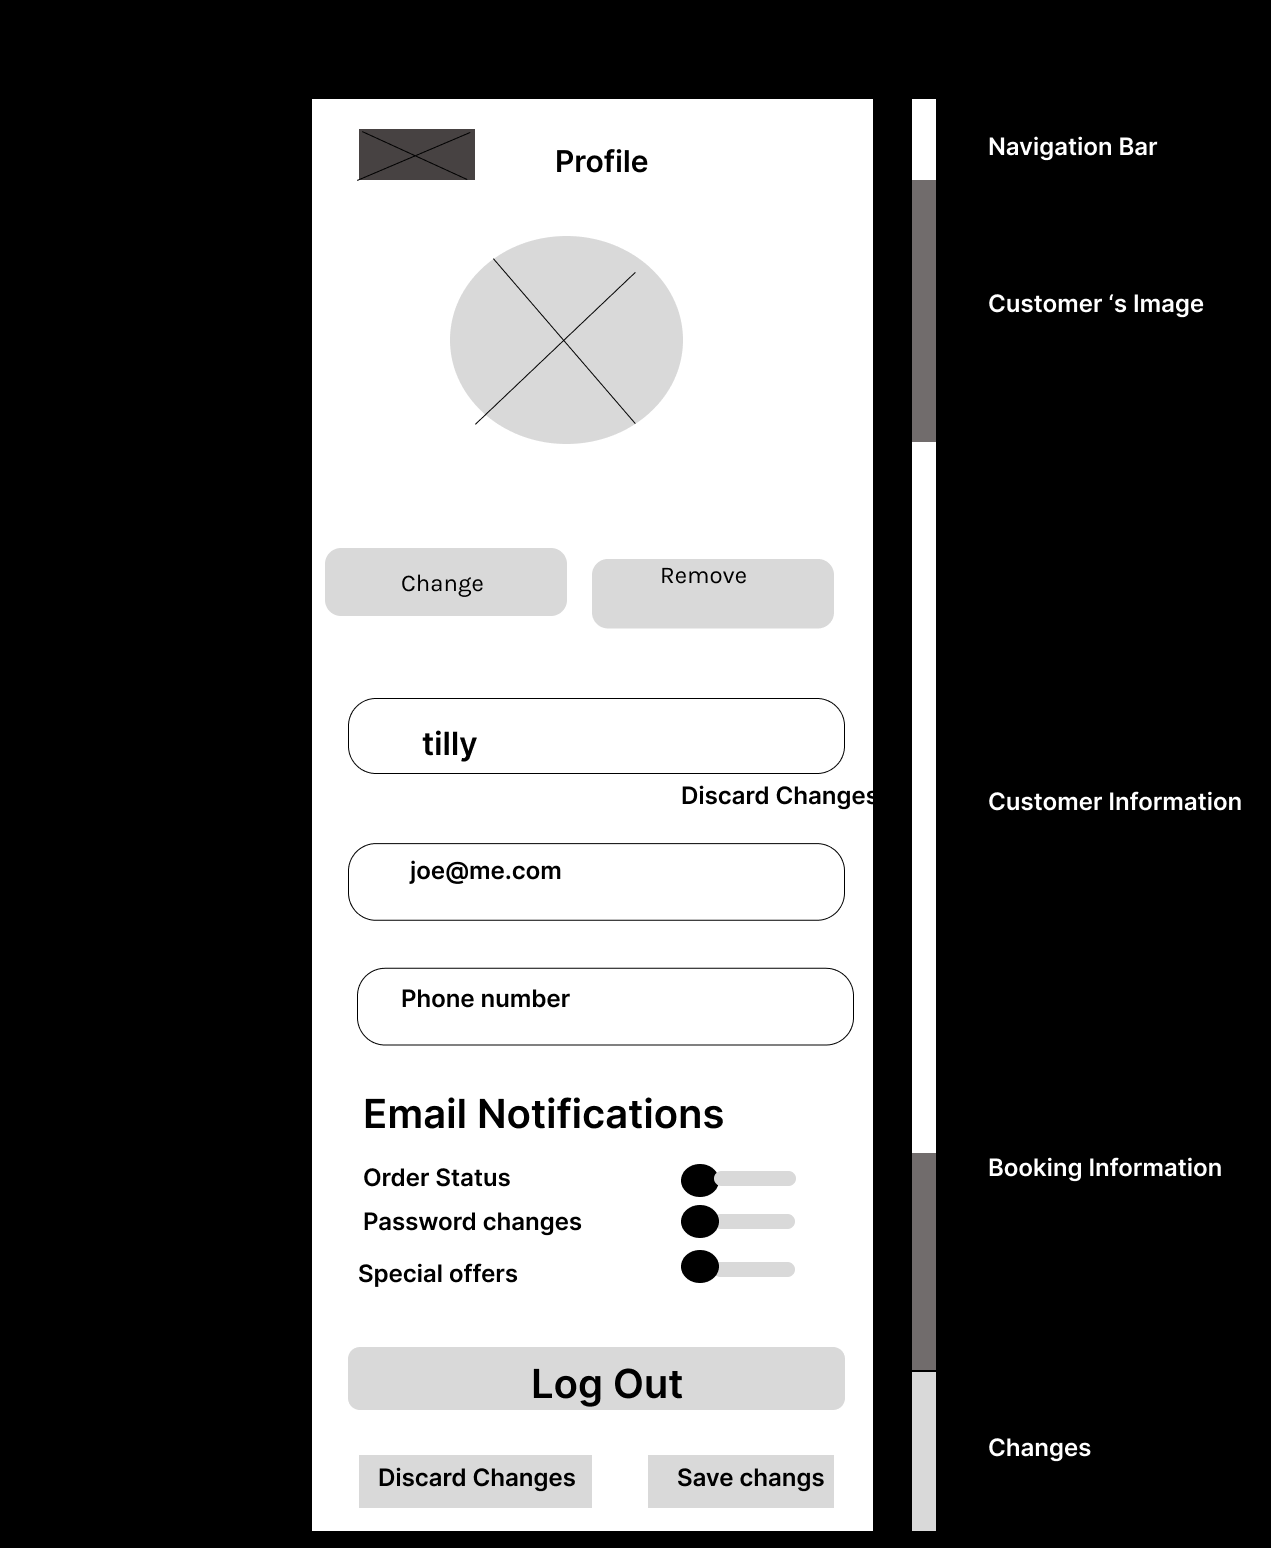 Profile
Navigation Bar
Customer ‘s Image
Change
Remove
tilly
Discard Changes
Customer Information
joe@me.com
Phone number
Email Notifications
Booking Information
Order Status
Password changes
Special offers
Log Out
Changes
Discard Changes
Save changs